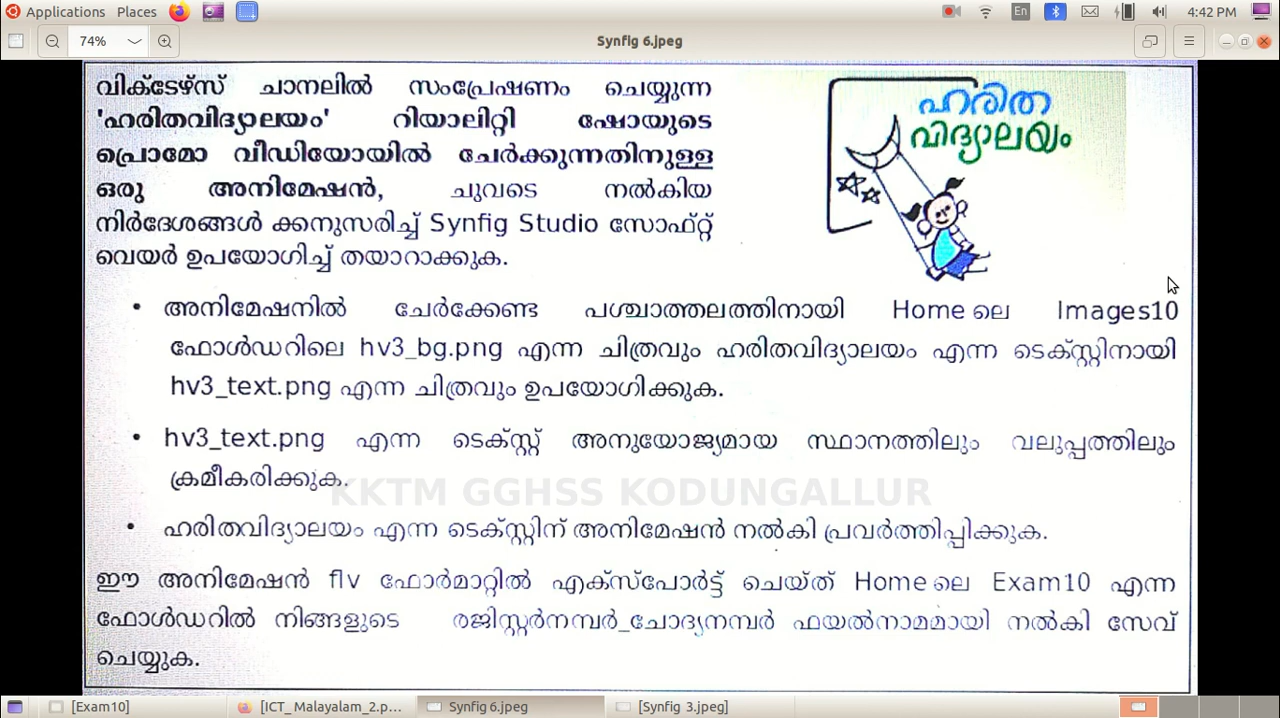 Applications Places En 4:42 PM
74% Synfig 6.jpeg
വിക്ടേഴ്സ് ചാനലിൽ സംപ്രേഷണം ചെയ്യുന്ന
'ഹരിതവിദ്യാലയം' റിയാലിറ്റി ഷോയുടെ
പ്രൊമോ വീഡിയോയിൽ ചേർക്കുന്നതിനുള്ള
ഒരു അനിമേഷൻ, ചുവടെ നൽകിയ
നിർദേശങ്ങൾ ക്കനുസരിച്ച് Synfig Studio സോഫ്റ്റ്
വെയർ ഉപയോഗിച്ച് തയാറാക്കുക.
ഹരിത
വിദ്യാലയം
• അനിമേഷനിൽ ചേർക്കേണ്ട പശ്ചാത്തലത്തിനായി Home ലെ Images10
ഫോൾഡറിലെ hv3_bg.png എന്ന ചിത്രവും ഹരിതവിദ്യാലയം എന്ന ടെക്സ്റ്റിനായി
hv3_text.png എന്ന ചിത്രവും ഉപയോഗിക്കുക.
• hv3_text.png എന്ന ടെക്സ്റ്റ് അനുയോജ്യമായ സ്ഥാനത്തിലും വലുപ്പത്തിലും
ക്രമീകരിക്കുക.
KKTM GGHSS KODUNGALLUR
• ഹരിതവിദ്യാലയം എന്ന ടെക്സ്റ്റിന് അനിമേഷൻ നൽകി പ്രവർത്തിപ്പിക്കുക.
ഈ അനിമേഷൻ flv ഫോർമാറ്റിൽ എക്സ്പോർട്ട് ചെയ്ത് Home ലെ Exam10 എന്ന
ഫോൾഡറിൽ നിങ്ങളുടെ രജിസ്റ്റർനമ്പർ_ചോദ്യനമ്പർ ഫയൽനാമമായി നൽകി സേവ്
ചെയ്യുക.
[Exam10] [ICT_Malayalam_2.p... Synfig 6.jpeg [Synfig 3.jpeg]